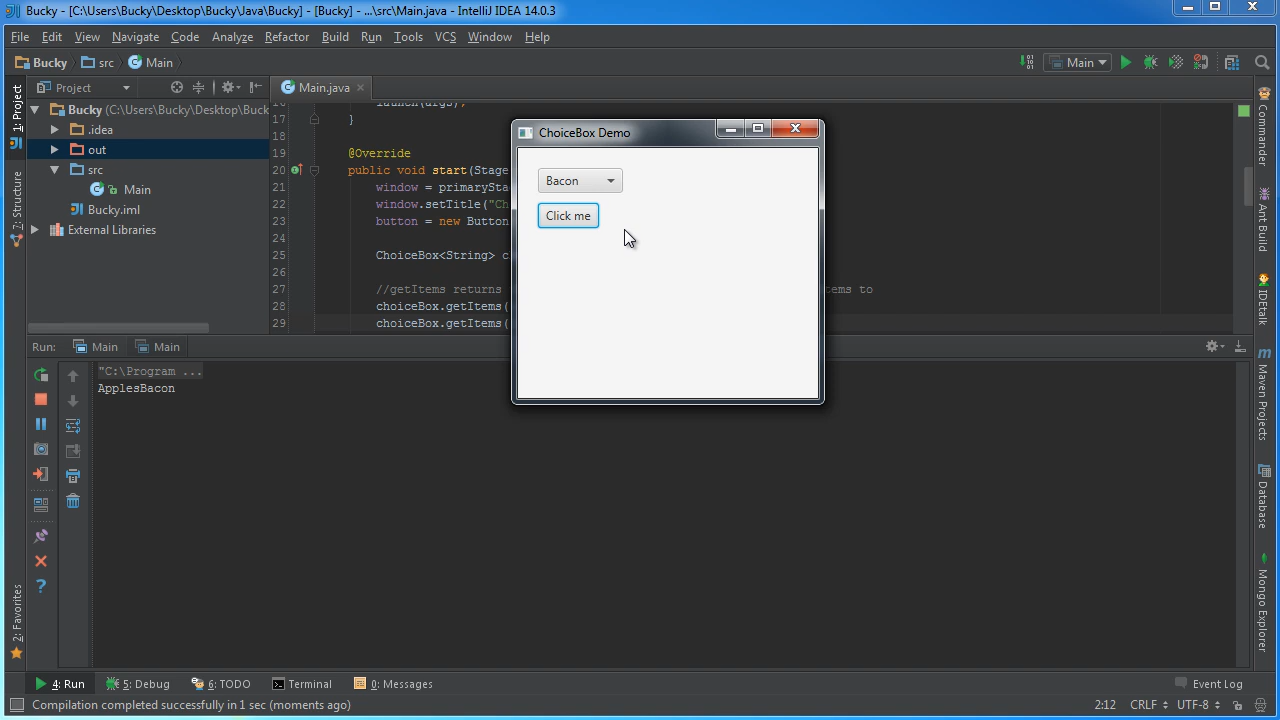 Bucky - [C:\Users\Bucky\Desktop\Bucky\Java\Bucky] - [Bucky] - ...\src\Main.java - IntelliJ IDEA 14.0.3
File Edit View Navigate Code Analyze Refactor Build Run Tools VCS Window Help
Bucky src Main
Main
1: Project
Project
Main.java
Bucky (C:\Users\Bucky\Desktop\Buck
.idea
out
src
Main
Bucky.iml
External Libraries
16 launch(args);
17 }
18
19 @Override
20 public void start(Stage
21 window = primarySta
22 window.setTitle("Ch
23 button = new Button
24
25 ChoiceBox<String> c
26
27 //getItems returns tems to
28 choiceBox.getItems(
29 choiceBox.getItems(
ChoiceBox Demo
Bacon
Click me
Run: Main Main
"C:\Program ...
ApplesBacon
7: Structure
2: Favorites
Commander
Ant Build
IDEtalk
Maven Projects
Database
Mongo Explorer
4: Run 5: Debug 6: TODO Terminal 0: Messages Event Log
Compilation completed successfully in 1 sec (moments ago) 2:12 CRLF UTF-8